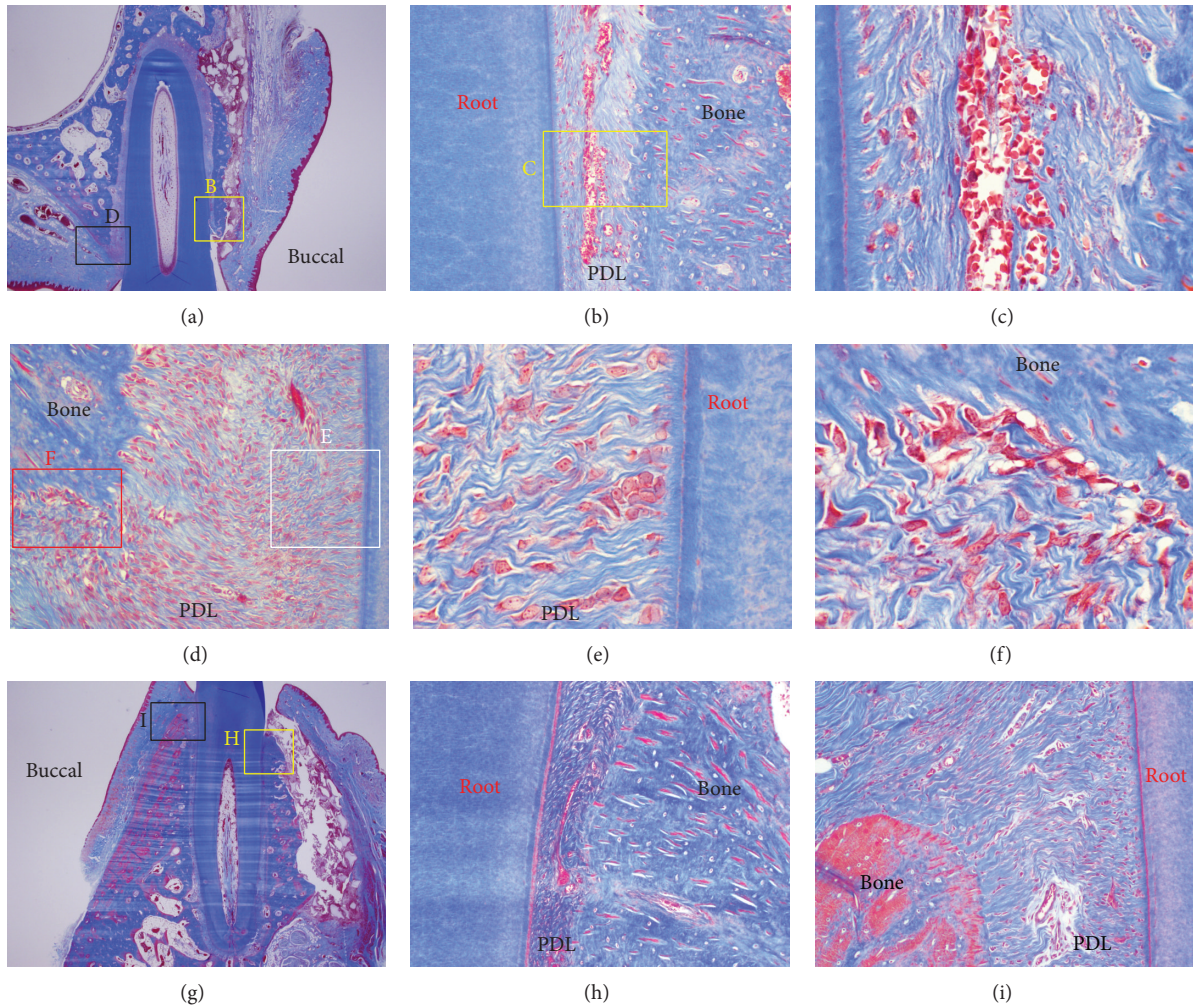 B
D
Buccal
(a)
Root
Bone
C
PDL
(b)
(c)
Bone
E
F
PDL
(d)
Root
PDL
(e)
Bone
(f)
I
H
Buccal
(g)
Root
Bone
PDL
(h)
Root
Bone
PDL
(i)